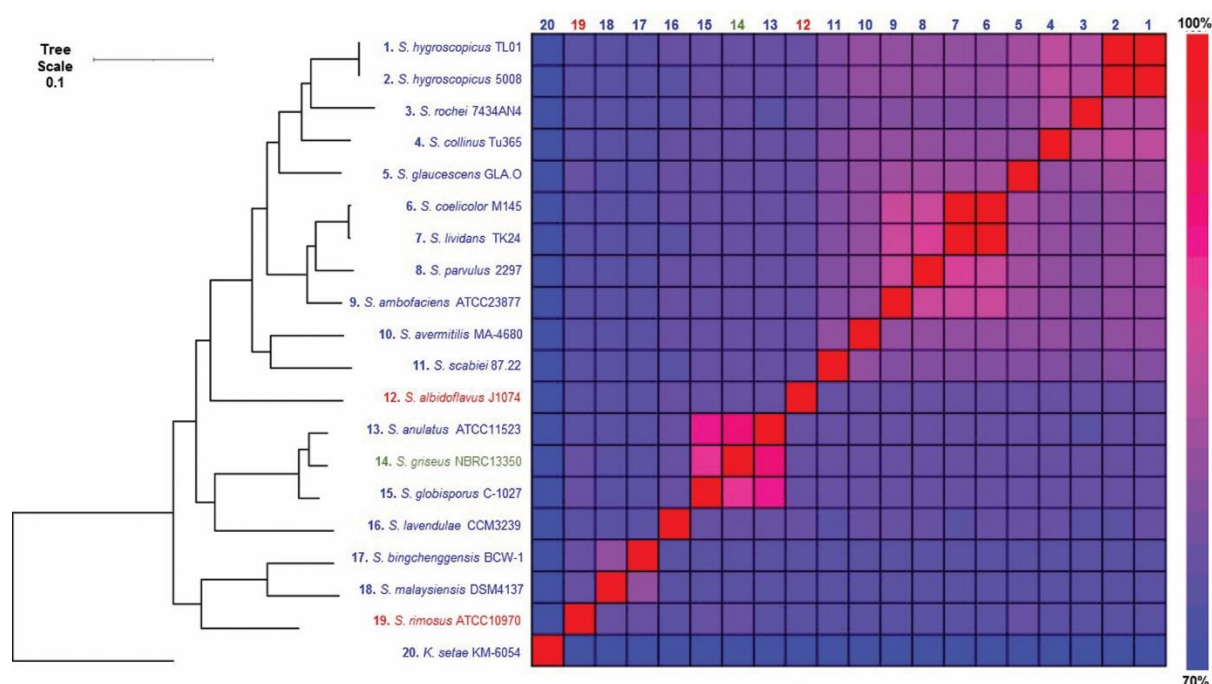 20 19 18 17 16 15 14 13 12 11 10 9 8 7 6 5 4 3 2 1
100%
Tree
Scale
0.1
1. S. hygroscopicus TL01
2. S. hygroscopicus 5008
3. S. rochei 7434AN4
4. S. collinus Tu365
5. S. glaucescens GLA.O
6. S. coelicolor M145
7. S. lividans TK24
8. S. parvulus 2297
9. S. ambofaciens ATCC23877
10. S. avermitilis MA-4680
11. S. scabiei 87.22
12. S. albidoflavus J1074
13. S. anulatus ATCC11523
14. S. griseus NBRC13350
15. S. globisporus C-1027
16. S. lavendulae CCM3239
17. S. bingchenggensis BCW-1
18. S. malaysiensis DSM4137
19. S. rimosus ATCC10970
20. K. setae KM-6054
70%